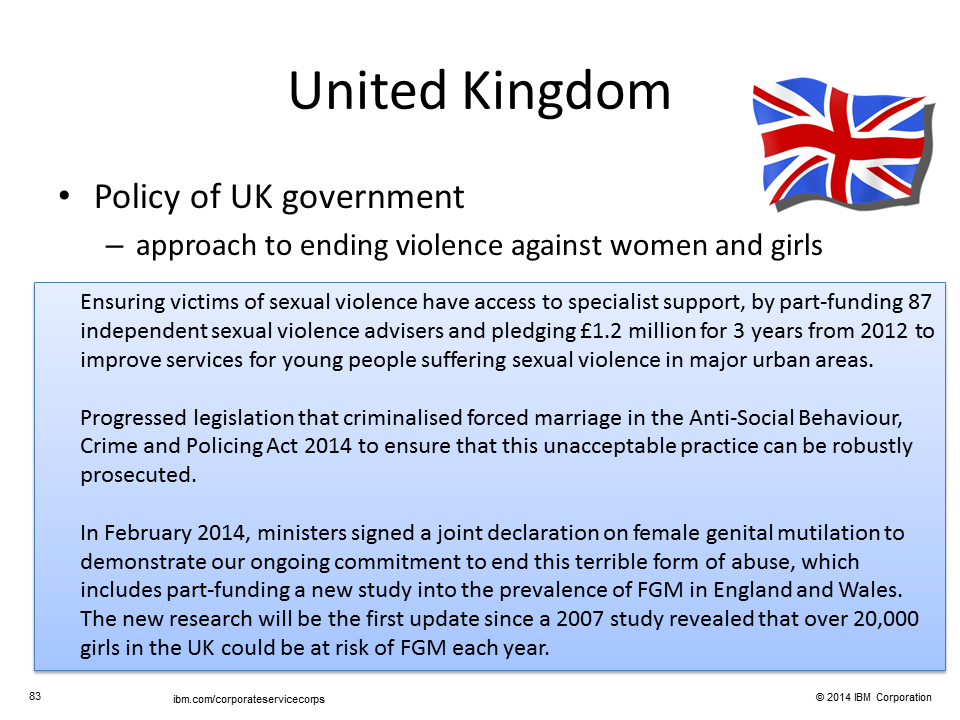 United Kingdom
• Policy of UK government
– approach to ending violence against women and girls
Ensuring victims of sexual violence have access to specialist support, by part-funding 87
independent sexual violence advisers and pledging £1.2 million for 3 years from 2012 to
improve services for young people suffering sexual violence in major urban areas.
Progressed legislation that criminalised forced marriage in the Anti-Social Behaviour,
Crime and Policing Act 2014 to ensure that this unacceptable practice can be robustly
prosecuted.
In February 2014, ministers signed a joint declaration on female genital mutilation to
demonstrate our ongoing commitment to end this terrible form of abuse, which
includes part-funding a new study into the prevalence of FGM in England and Wales.
The new research will be the first update since a 2007 study revealed that over 20,000
girls in the UK could be at risk of FGM each year.
83
ibm.com/corporateservicecorps
© 2014 IBM Corporation